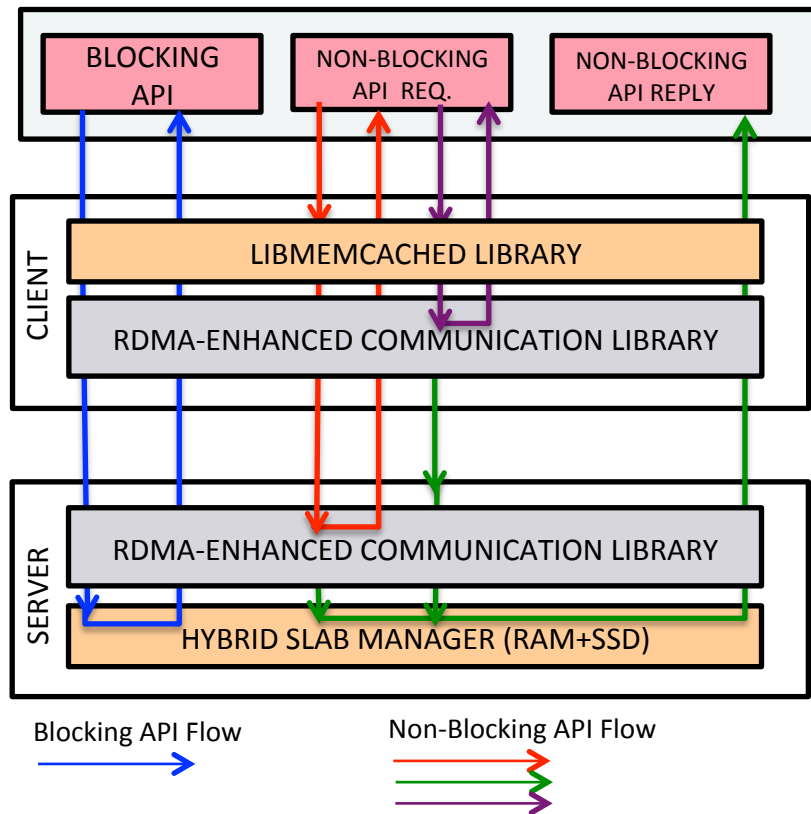 BLOCKING
API
NON-BLOCKING
API REQ.
NON-BLOCKING
API REPLY
CLIENT
LIBMEMCACHED LIBRARY
RDMA-ENHANCED COMMUNICATION LIBRARY
SERVER
RDMA-ENHANCED COMMUNICATION LIBRARY
HYBRID SLAB MANAGER (RAM+SSD)
Blocking API Flow
Non-Blocking API Flow